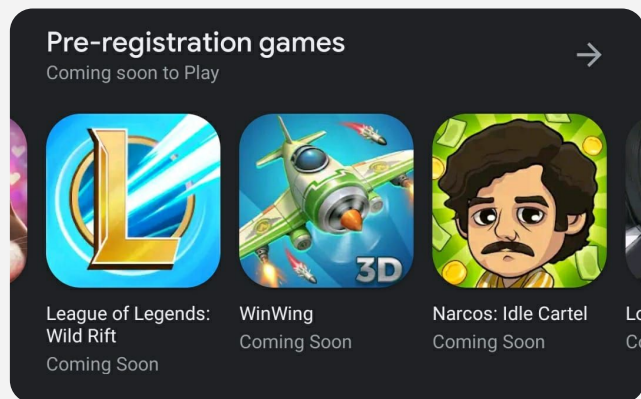 Pre-registration games
Coming soon to Play
L
3D
League of Legends:
Wild Rift
Coming Soon
WinWing
Coming Soon
Narcos: Idle Cartel
Coming Soon